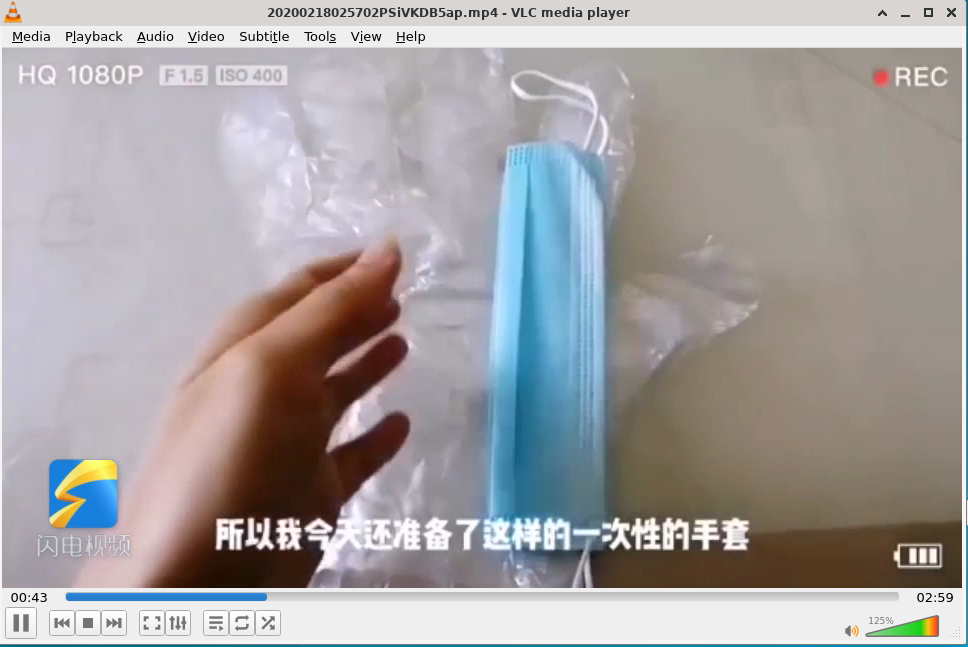 20200218025702PSiVKDB5ap.mp4 - VLC media player
Media Playback Audio Video Subtitle Tools View Help
HQ 1080P F 1.5 ISO 400 REC
闪电视频
所以我今天还准备了这样的一次性的手套
00:43 02:59
125%